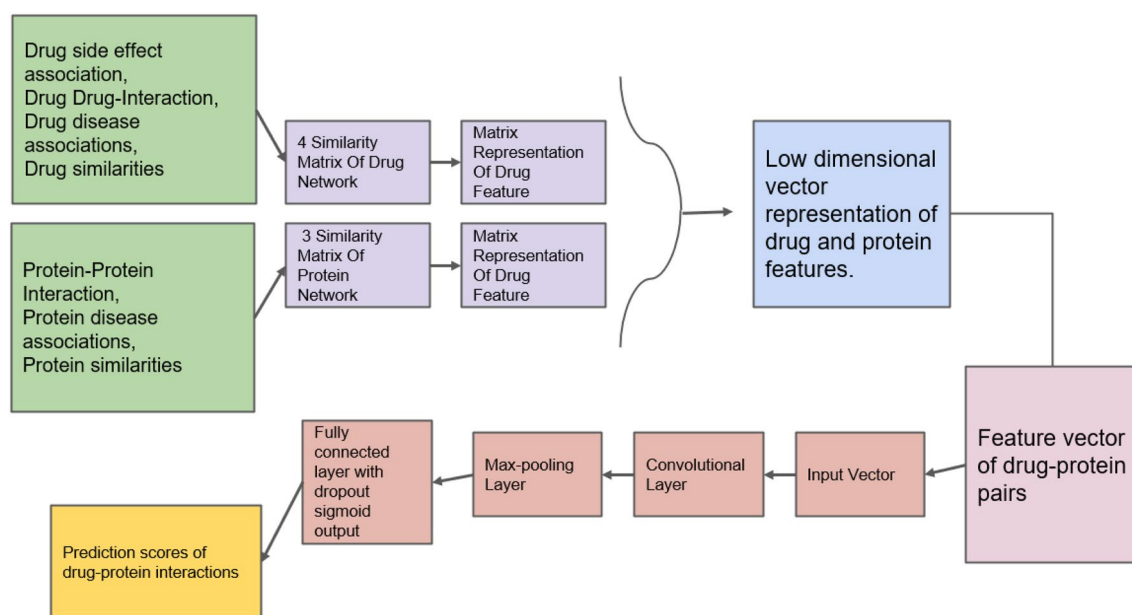 Drug side effect
association,
Drug Drug-Interaction,
Drug disease
associations,
Drug similarities
4 Similarity
Matrix Of Drug
Network
Matrix
Representation
Of Drug
Feature
Low dimensional
vector
representation of
drug and protein
features.
Protein-Protein
Interaction,
Protein disease
associations,
Protein similarities
3 Similarity
Matrix Of
Protein
Network
Matrix
Representation
Of Drug
Feature
Feature vector
of drug-protein
pairs
Input Vector
Convolutional
Layer
Max-pooling
Layer
Fully
connected
layer with
dropout
sigmoid
output
Prediction scores of
drug-protein interactions